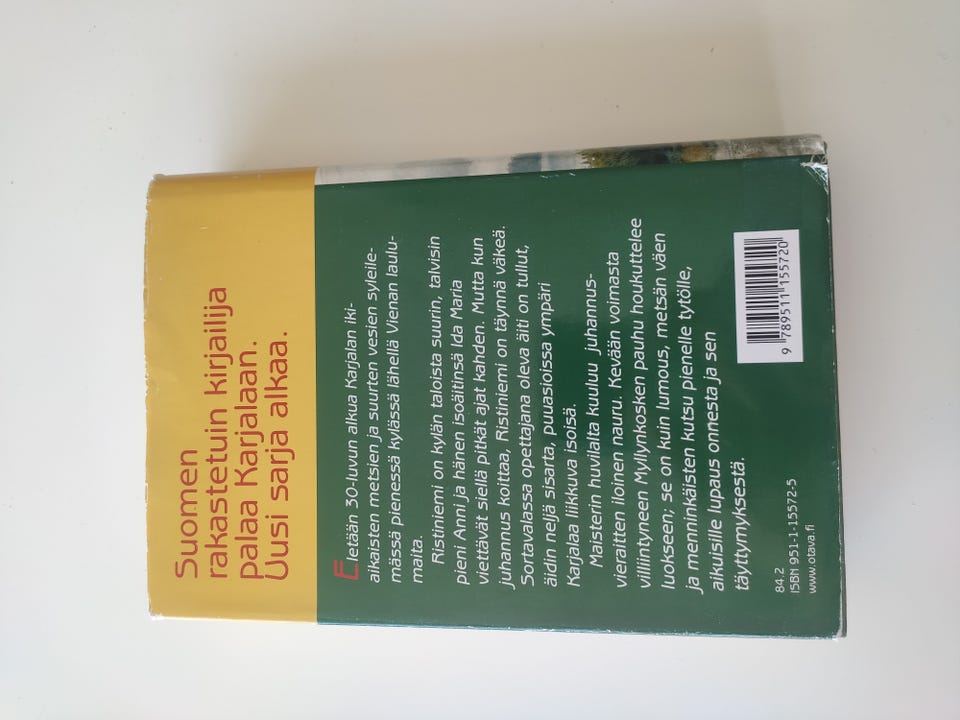 Suomen
rakastetuin kirjailija
palaa Karjalaan.
Uusi sarja alkaa.
Eletään 30-luvun alkua Karjalan iki-
aikaisten metsien ja suurten vesien syleile-
mässä pienessä kylässä lähellä Vienan laulu-
maita.
Ristiniemi on kylän taloista suurin, talvisin
pieni Anni ja hänen isoäitinsä Ida Maria
viettävät siellä pitkät ajat kahden. Mutta kun
juhannus koittaa, Ristiniemi on täynnä väkeä.
Sortavalassa opettajana oleva äiti on tullut,
äidin neljä sisarta, puuasioissa ympäri
Karjalaa liikkuva isoisä.
Maisterin huvilalta kuuluu juhannus-
vieraitten iloinen nauru. Kevään voimasta
villiintyneen Myllynkosken pauhu houkuttelee
luokseen; se on kuin lumous, metsän väen
ja menninkäisten kutsu pienelle tytölle,
aikuisille lupaus onnesta ja sen
täyttymyksestä.
84.2
ISBN 951-1-15572-5
www.otava.fi
9 789511 155720